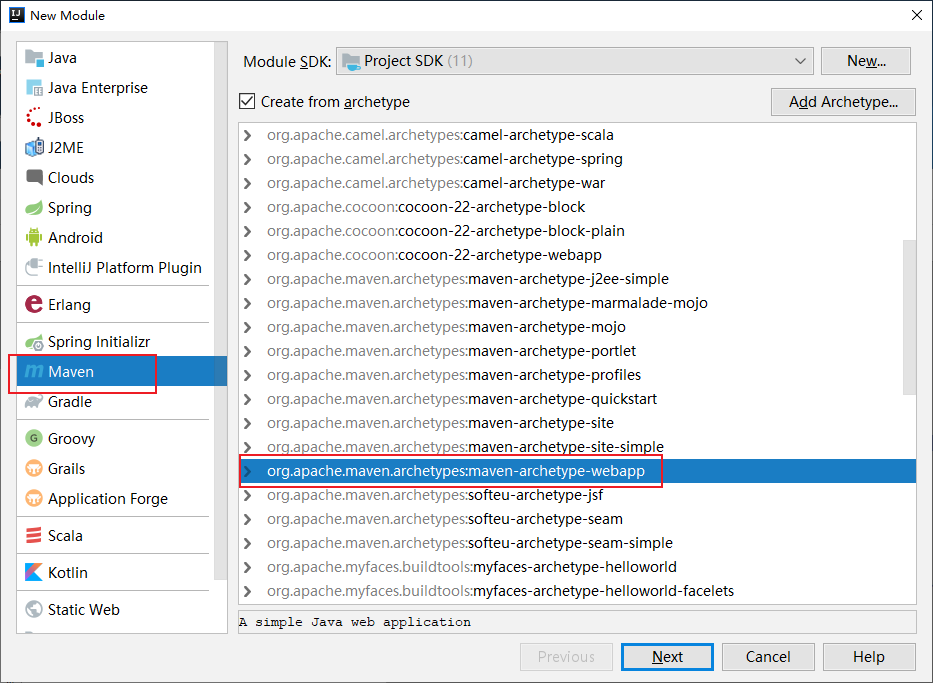 New Module
Java
Java Enterprise
JBoss
J2ME
Clouds
Spring
Android
IntelliJ Platform Plugin
Erlang
Spring Initializr
Maven
Gradle
Groovy
Grails
Application Forge
Scala
Kotlin
Static Web
Module SDK: Project SDK (11) New...
Create from archetype Add Archetype...
org.apache.camel.archetypes:camel-archetype-scala
org.apache.camel.archetypes:camel-archetype-spring
org.apache.camel.archetypes:camel-archetype-war
org.apache.cocoon:cocoon-22-archetype-block
org.apache.cocoon:cocoon-22-archetype-block-plain
org.apache.cocoon:cocoon-22-archetype-webapp
org.apache.maven.archetypes:maven-archetype-j2ee-simple
org.apache.maven.archetypes:maven-archetype-marmalade-mojo
org.apache.maven.archetypes:maven-archetype-mojo
org.apache.maven.archetypes:maven-archetype-portlet
org.apache.maven.archetypes:maven-archetype-profiles
org.apache.maven.archetypes:maven-archetype-quickstart
org.apache.maven.archetypes:maven-archetype-site
org.apache.maven.archetypes:maven-archetype-site-simple
org.apache.maven.archetypes:maven-archetype-webapp
org.apache.maven.archetypes:softeu-archetype-jsf
org.apache.maven.archetypes:softeu-archetype-seam
org.apache.maven.archetypes:softeu-archetype-seam-simple
org.apache.myfaces.buildtools:myfaces-archetype-helloworld
org.apache.myfaces.buildtools:myfaces-archetype-helloworld-facelets
A simple Java web application
Previous Next Cancel Help